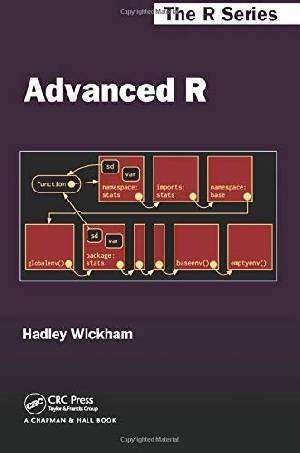 The R Series
Advanced R
sd
var
function
namespace:
stats
imports:
stats
namespace:
base
sd
var
globalenv()
package:
stats
baseenv()
emptyenv()
Hadley Wickham
CRC Press
Taylor & Francis Group
A CHAPMAN & HALL BOOK